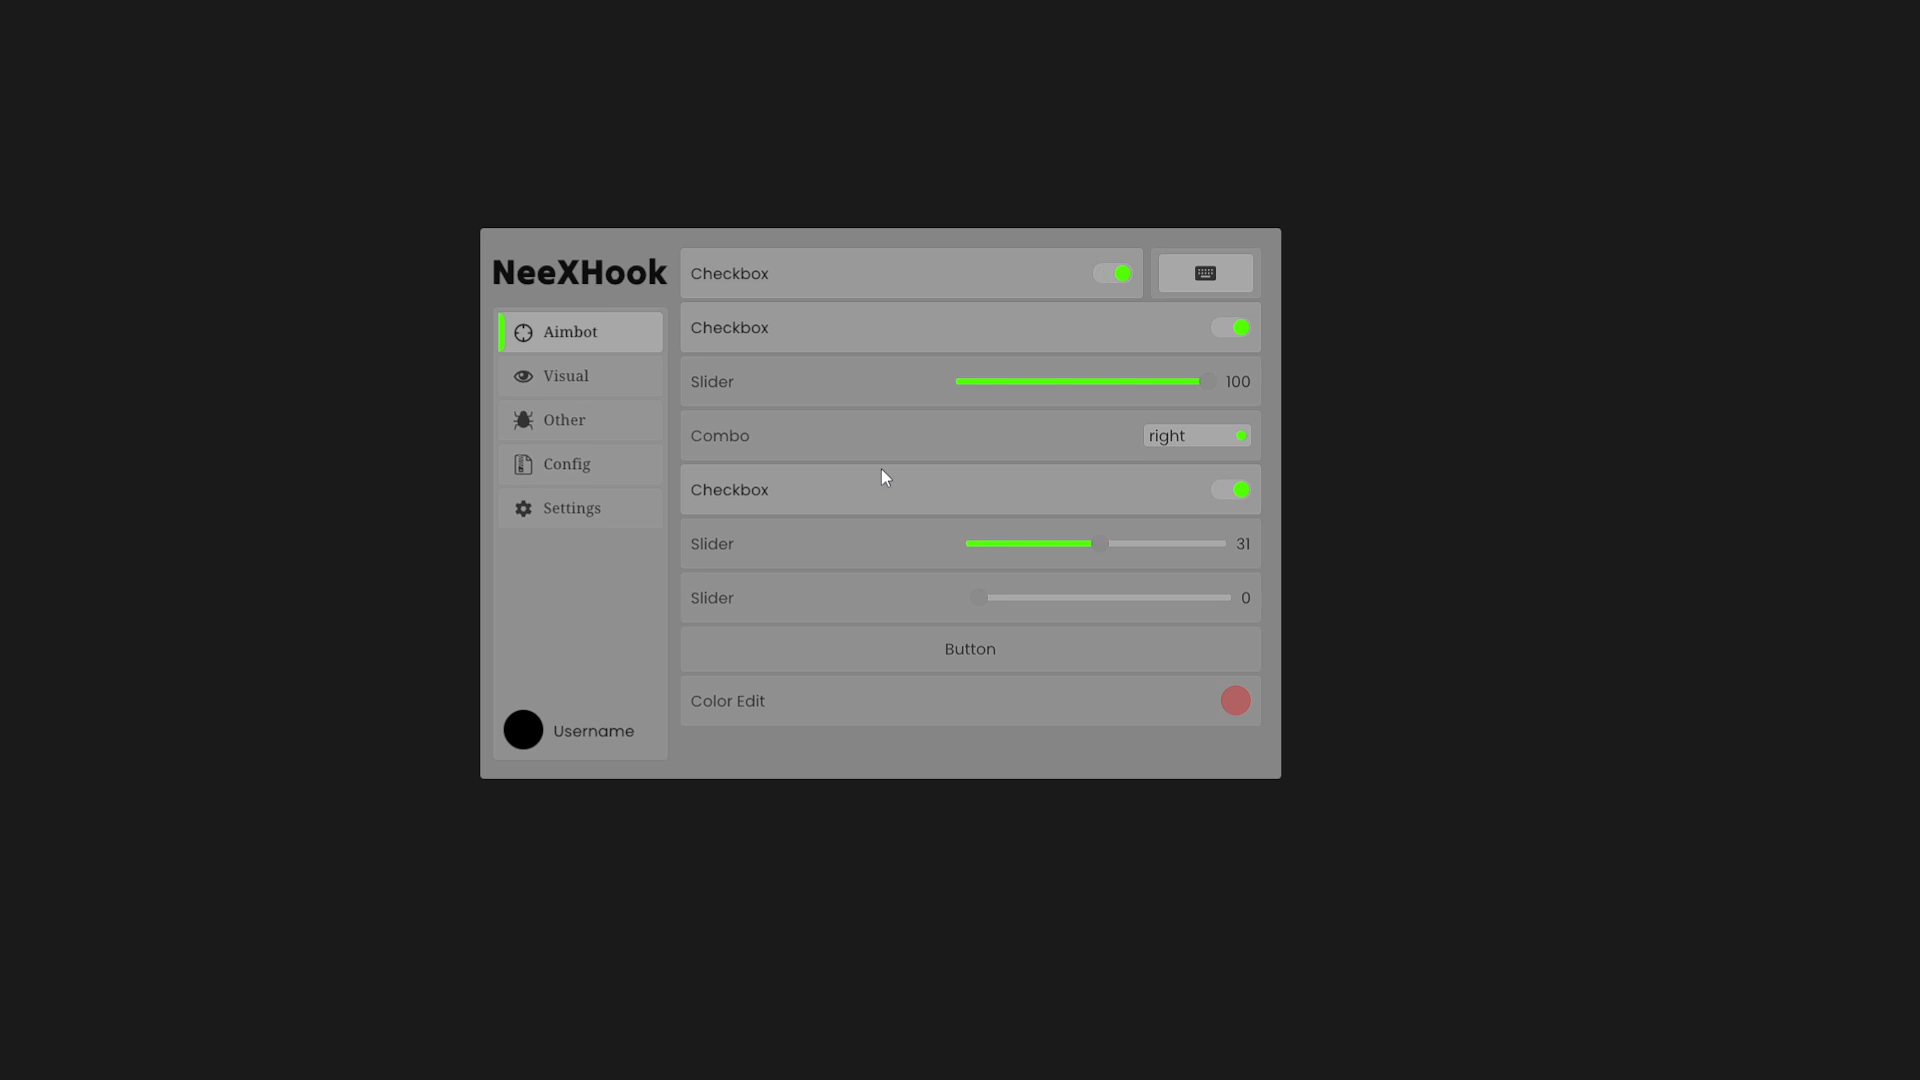 NeeXHook
Aimbot
Visual
Other
Config
Settings
Username
Checkbox
Checkbox
Slider 100
Combo right
Checkbox
Slider 31
Slider 0
Button
Color Edit